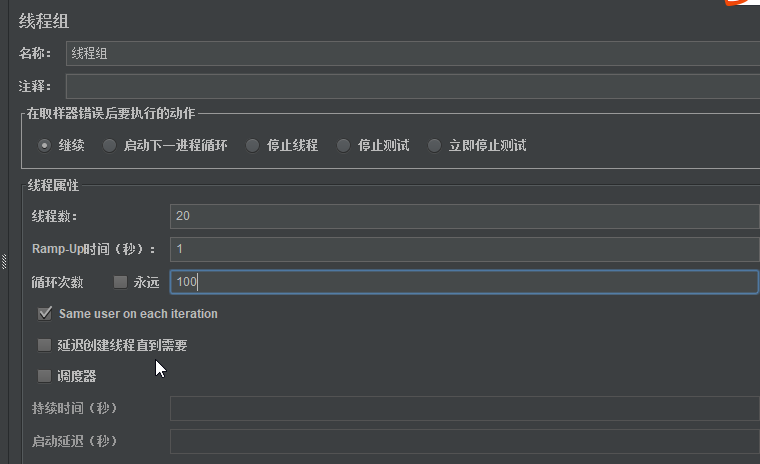 线程组
名称： 线程组
注释：
在取样器错误后要执行的动作
继续 启动下一进程循环 停止线程 停止测试 立即停止测试
线程属性
线程数： 20
Ramp-Up时间（秒）： 1
循环次数 永远 100
Same user on each iteration
延迟创建线程直到需要
调度器
持续时间（秒）
启动延迟（秒）